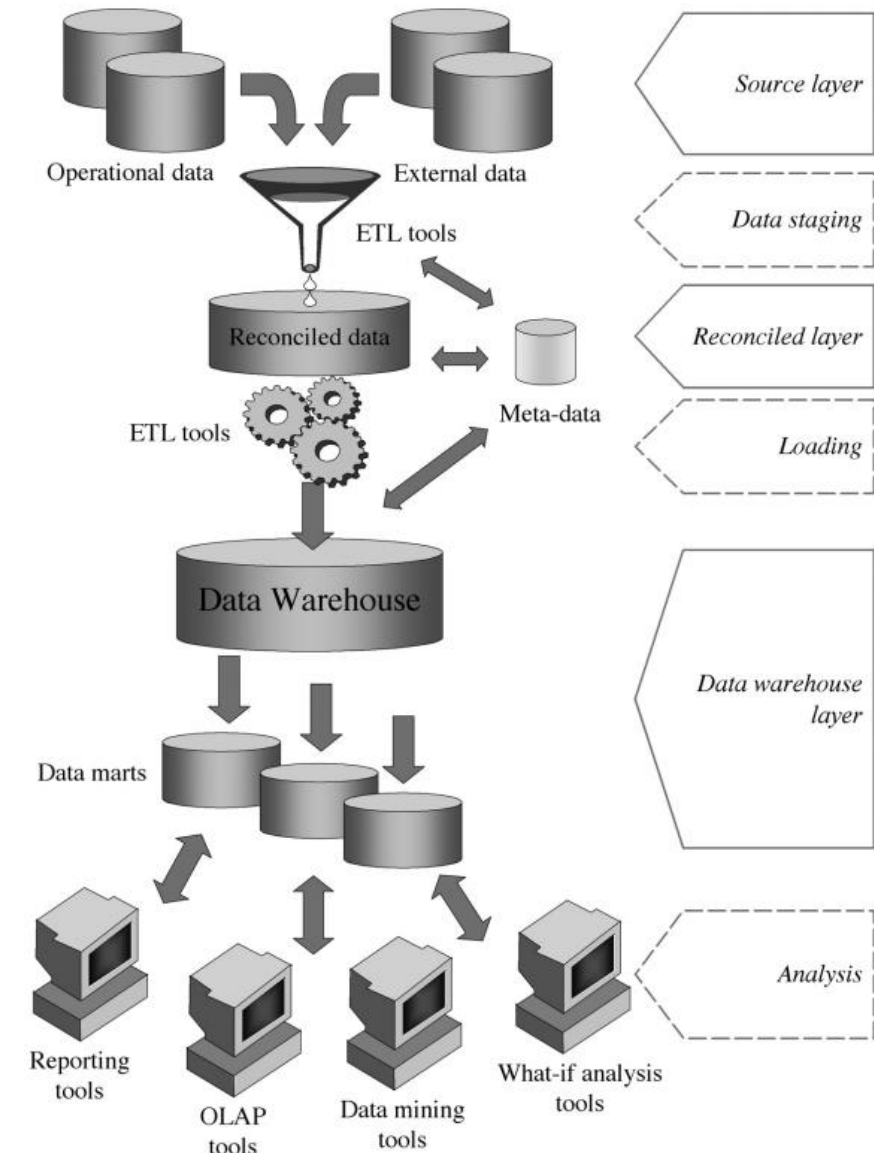 Source layer
Operational data
External data
Data staging
ETL tools
Reconciled data
Reconciled layer
Meta-data
ETL tools
Loading
Data Warehouse
Data warehouse
layer
Data marts
Analysis
Reporting
tools
OLAP
tools
Data mining
tools
What-if analysis
tools